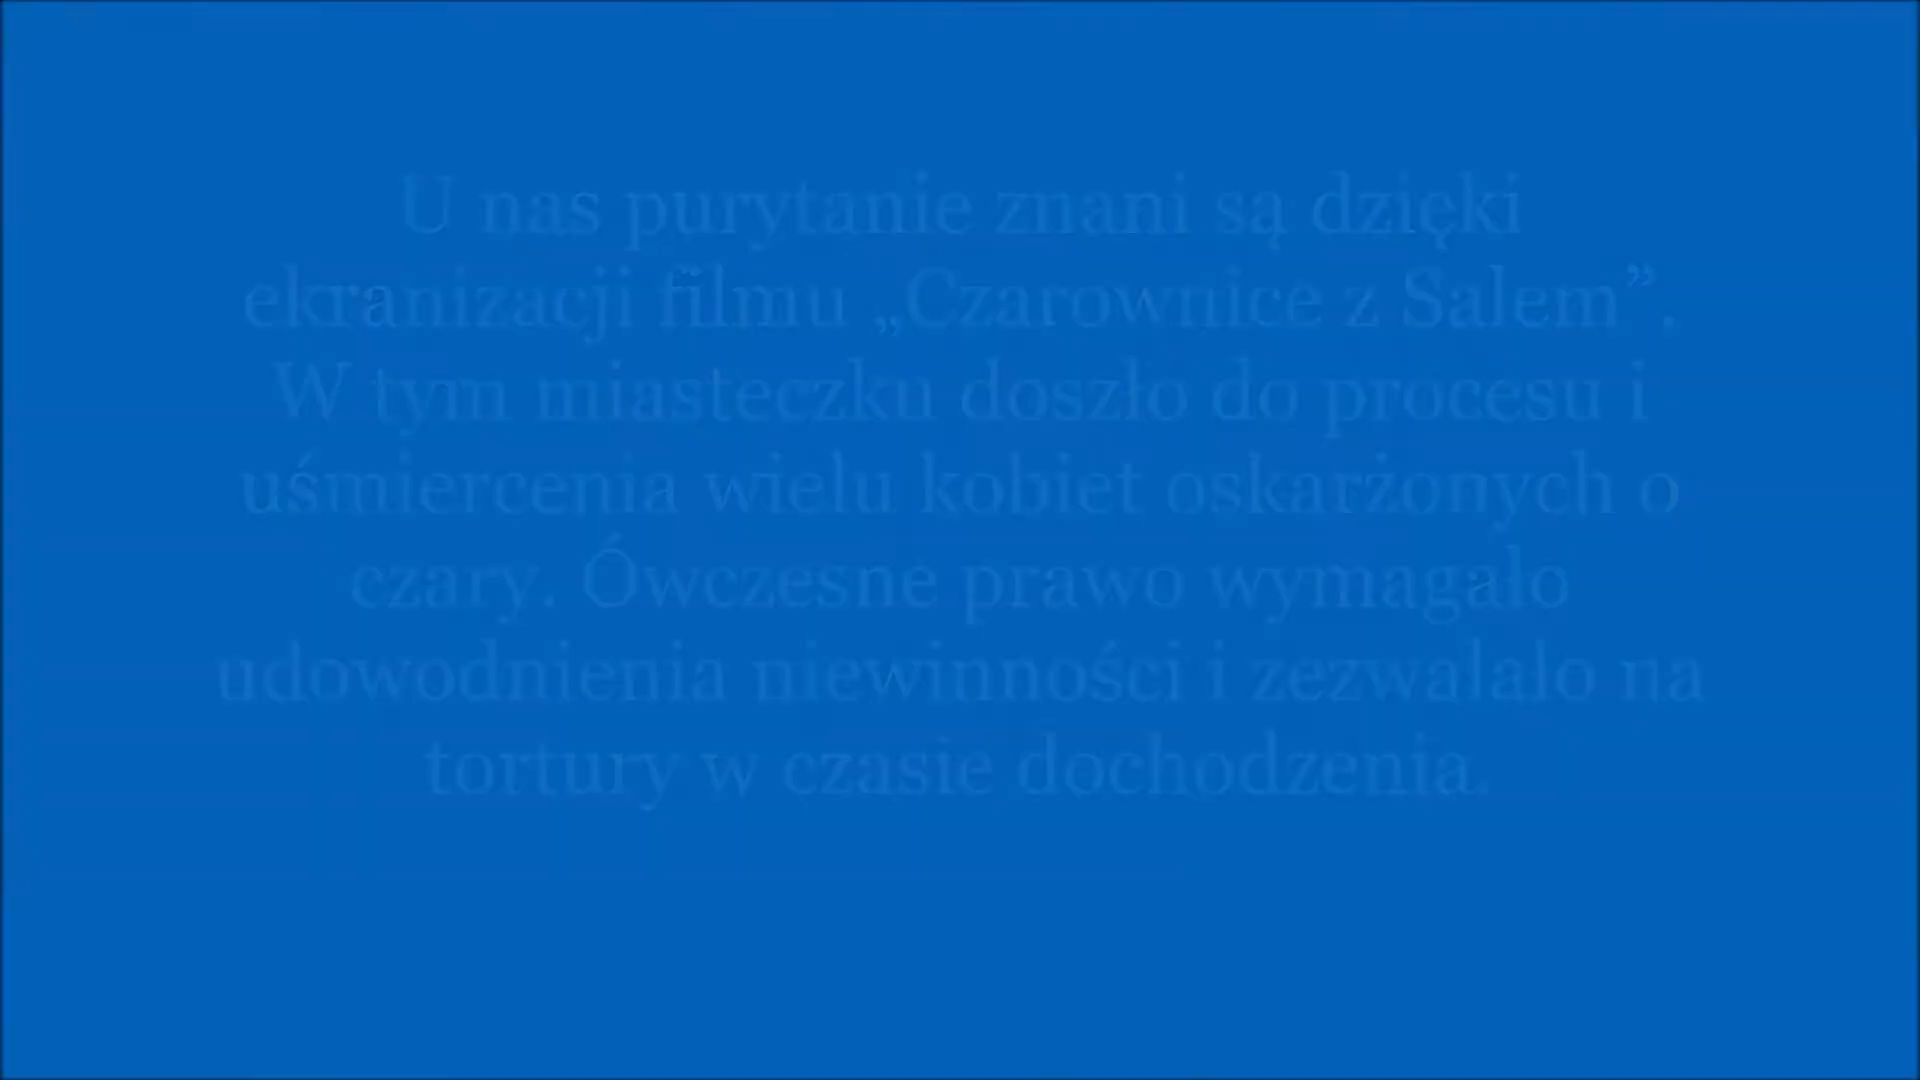 U nas purytanie znani są dzięki
ekranizacji filmu „Czarownice z Salem”.
W tym miasteczku doszło do procesu i
uśmiercenia wielu kobiet oskarżonych o
czary. Ówczesne prawo wymagało
udowodnienia niewinności i zezwalało na
tortury w czasie dochodzenia.